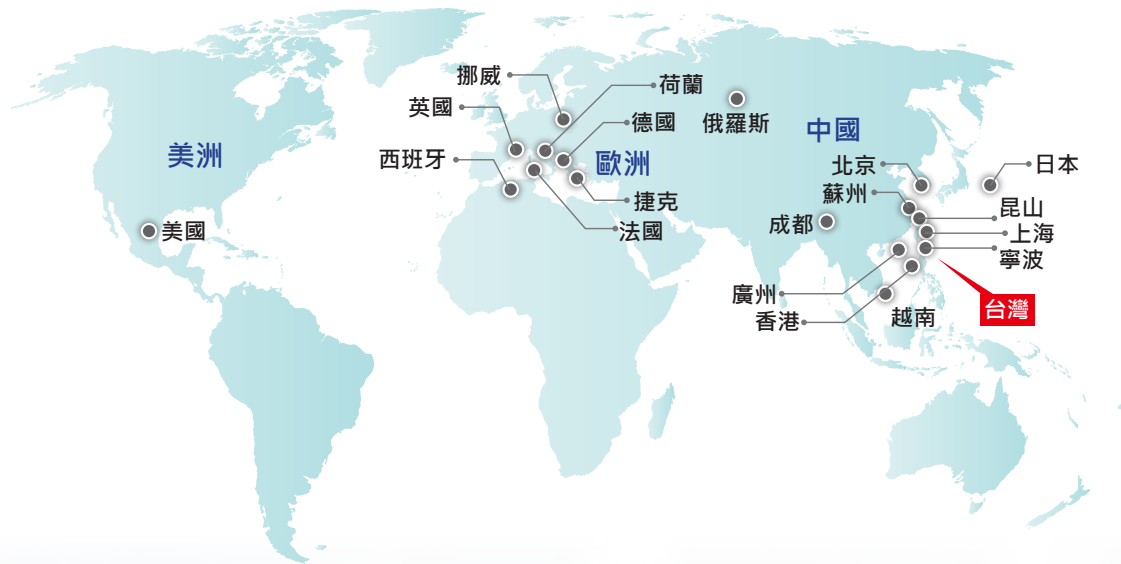 挪威
荷蘭
英國
德國
俄羅斯
中國
美洲
西班牙
歐洲
北京
日本
捷克
蘇州
昆山
美國
法國
成都
上海
寧波
廣州
台灣
香港
越南